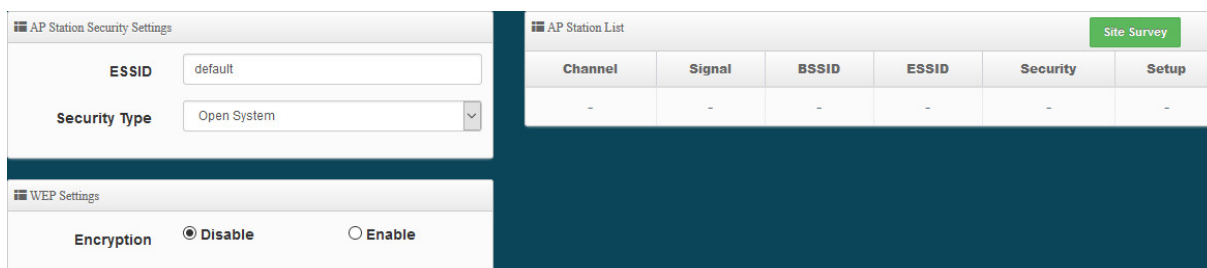 AP Station Security Settings
ESSID default
Security Type Open System
WEP Settings
Encryption Disable Enable
AP Station List
Site Survey
Channel Signal BSSID ESSID Security Setup
- - - - - -